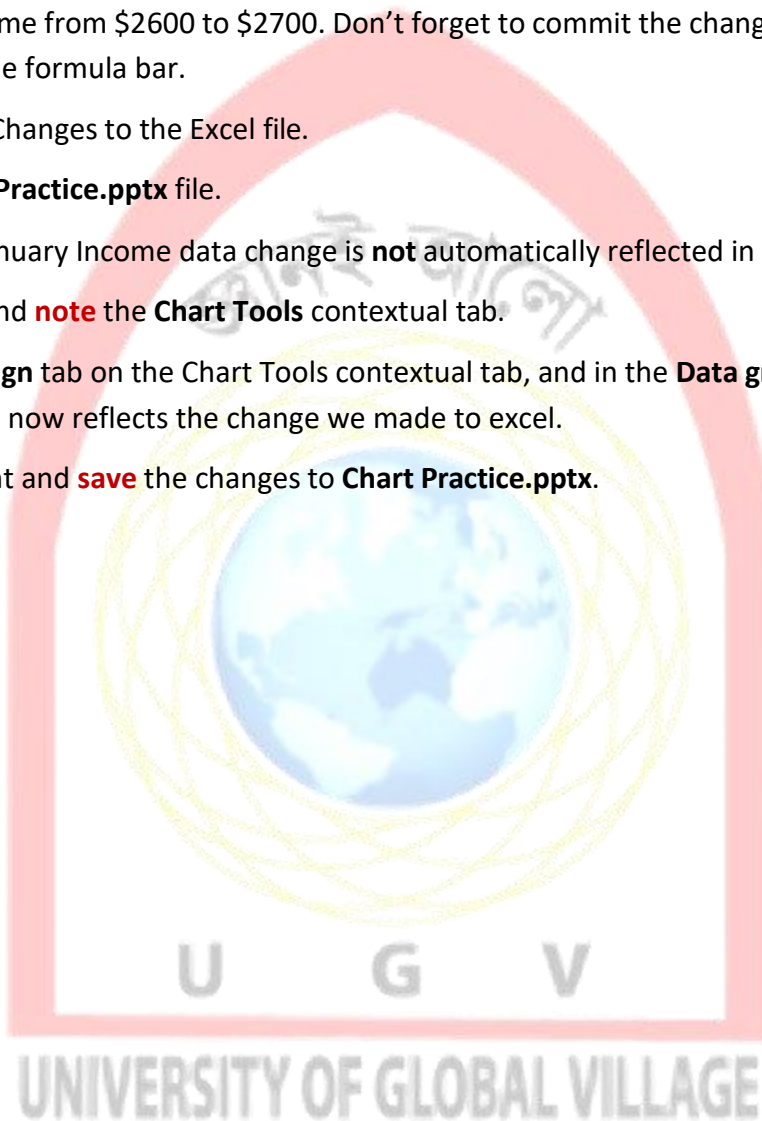 me from $2600 to $2700. Don’t forget to commit the chang
e formula bar.
Changes to the Excel file.
Practice.pptx file.
nuary Income data change is not automatically reflected in
nd note the Chart Tools contextual tab.
gn tab on the Chart Tools contextual tab, and in the Data g
now reflects the change we made to excel.
t and save the changes to Chart Practice.pptx.
জ্ঞানই আলো
U G V
UNIVERSITY OF GLOBAL VILLAGE